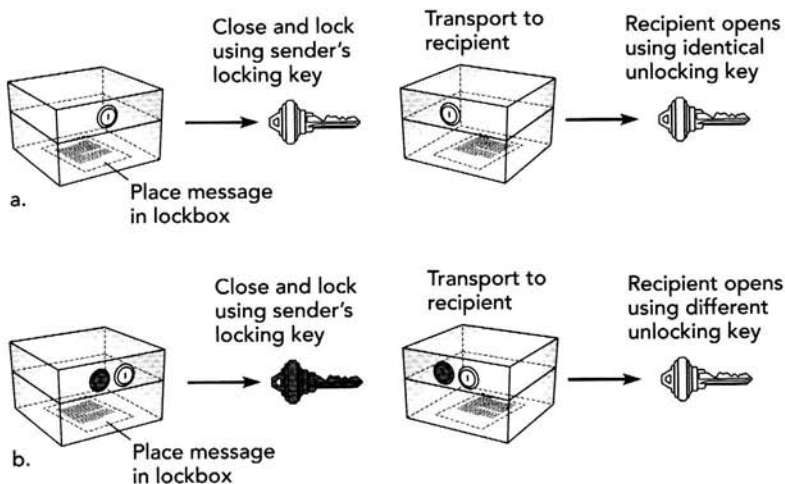 Close and lock
using sender's
locking key
Transport to
recipient
Recipient opens
using identical
unlocking key
Place message
in lockbox
a.
Close and lock
using sender's
locking key
Transport to
recipient
Recipient opens
using different
unlocking key
Place message
in lockbox
b.